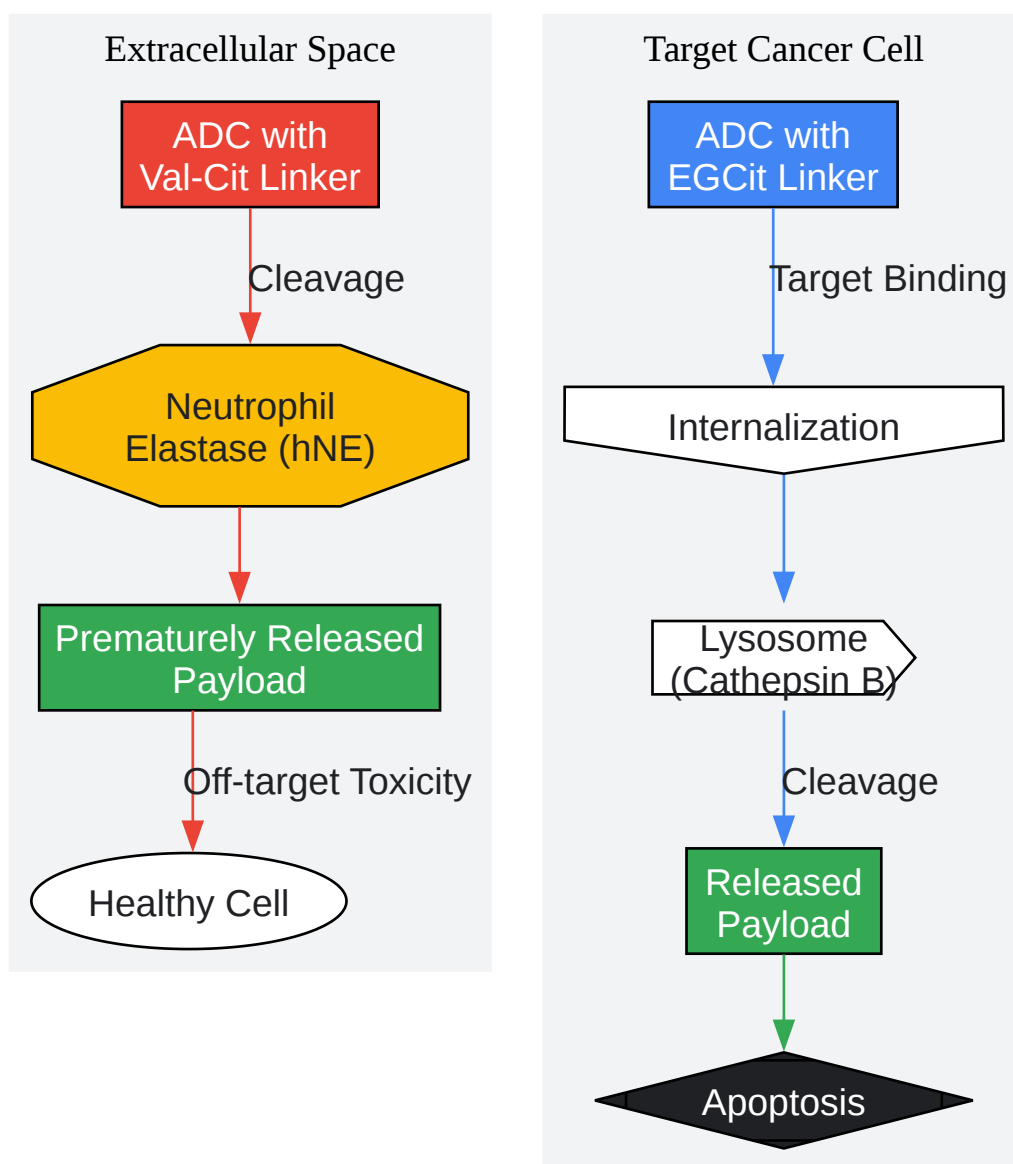 Extracellular Space
ADC with
Val-Cit Linker
Cleavage
Neutrophil
Elastase (hNE)
Prematurely Released
Payload
Off-target Toxicity
Healthy Cell
Target Cancer Cell
ADC with
EGCit Linker
Target Binding
Internalization
Lysosome
(Cathepsin B)
Cleavage
Released
Payload
Apoptosis